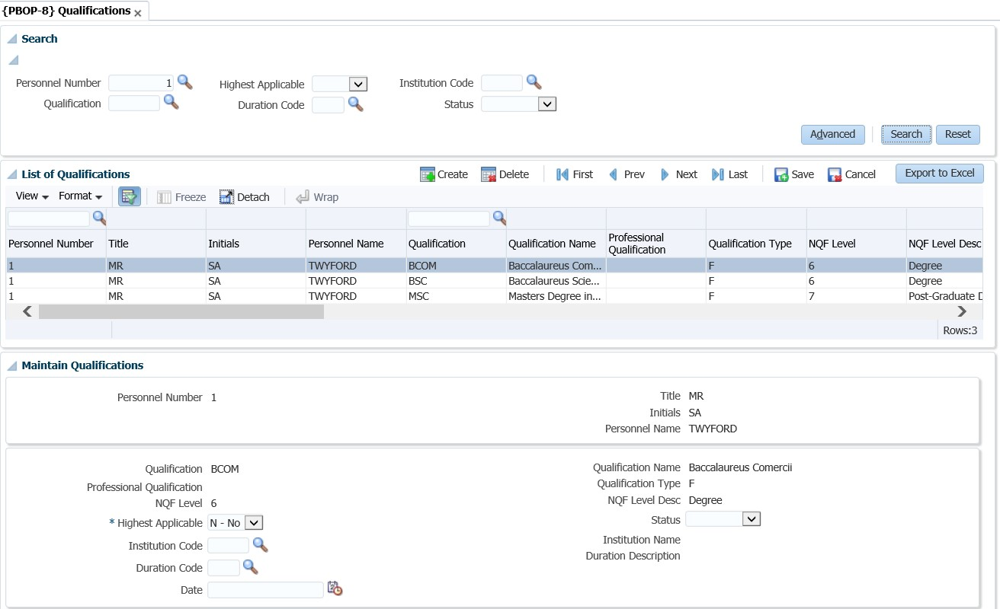 {PBOP-8} Qualifications ×
Search
Personnel Number 1 Highest Applicable Institution Code
Qualification Duration Code Status
Advanced Search Reset
List of Qualifications Create Delete First Prev Next Last Save Cancel Export to Excel
View Format Freeze Detach Wrap
Personnel Number Title Initials Personnel Name Qualification Qualification Name Professional Qualification Qualification Type NQF Level NQF Level Desc
1 MR SA TWYFORD BCOM Baccalaureus Com... F 6 Degree
1 MR SA TWYFORD BSC Baccalaureus Scie... F 6 Degree
1 MR SA TWYFORD MSC Masters Degree in... F 7 Post-Graduate D
Rows:3
Maintain Qualifications
Personnel Number 1
Title MR
Initials SA
Personnel Name TWYFORD
Qualification BCOM
Professional Qualification
NQF Level 6
* Highest Applicable N - No
Institution Code
Duration Code
Date
Qualification Name Baccalaureus Comercii
Qualification Type F
NQF Level Desc Degree
Status
Institution Name
Duration Description